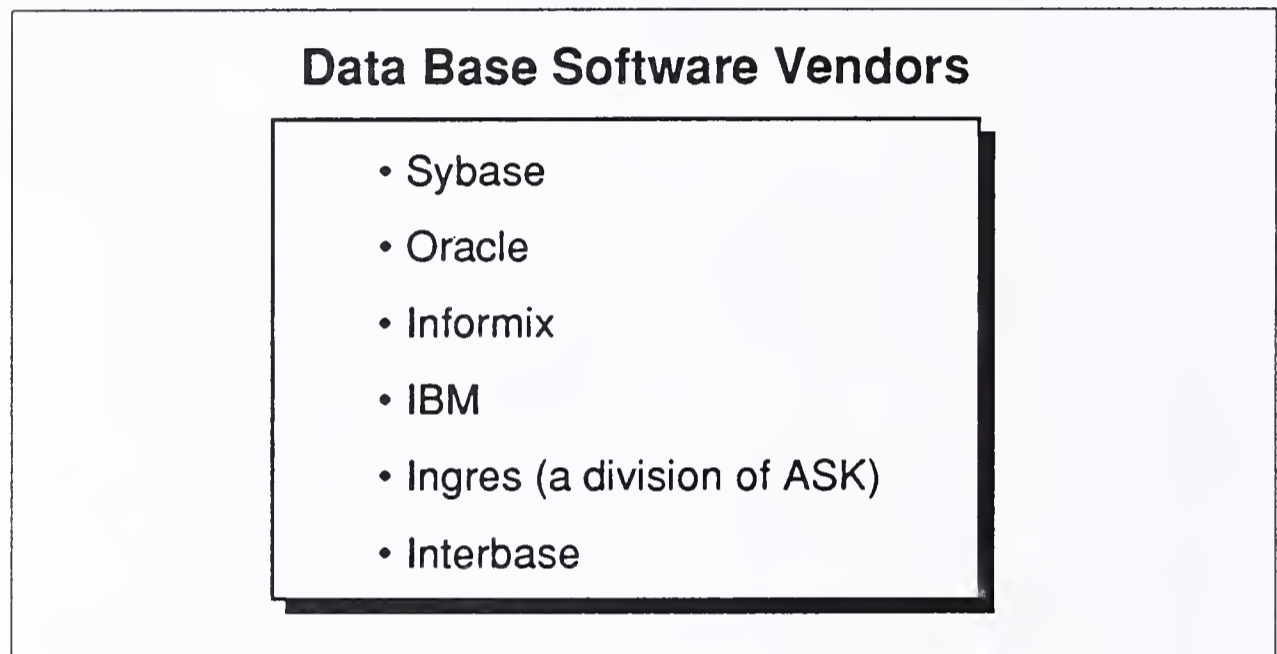 Data Base Software Vendors
• Sybase
• Oracle
• Informix
• IBM
• Ingres (a division of ASK)
• Interbase